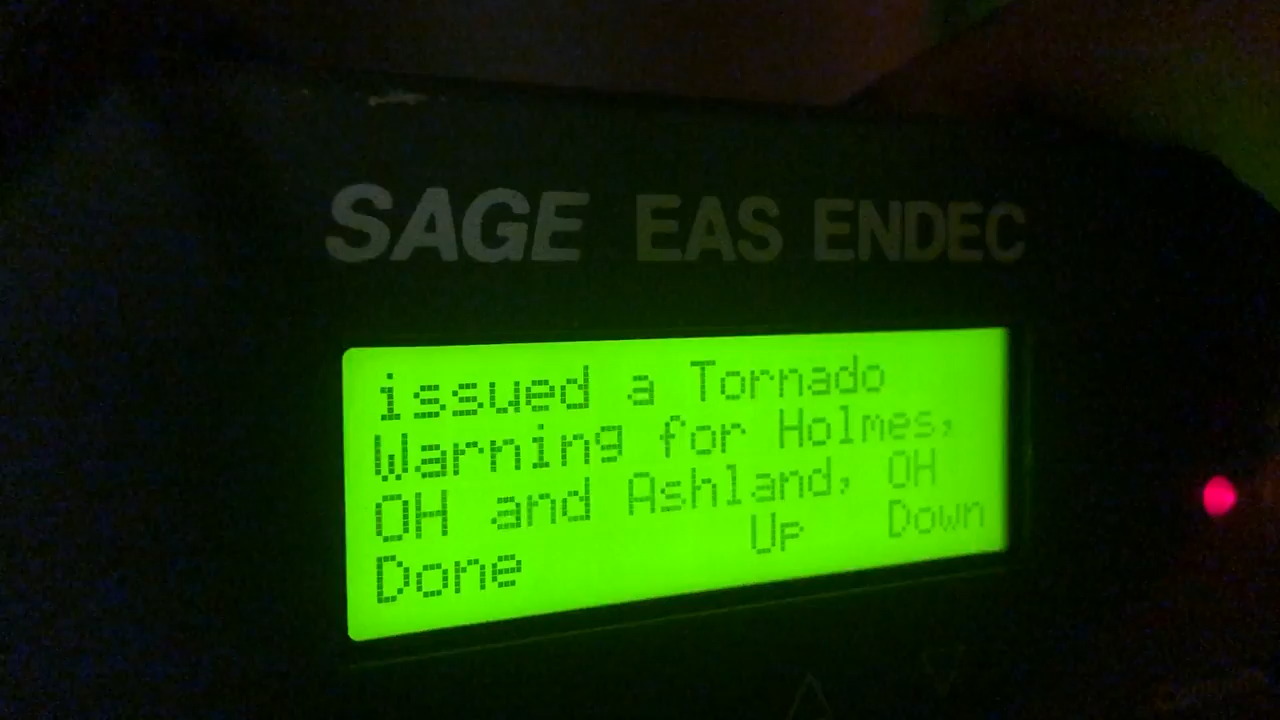 SAGE EAS ENDEC
issued a Tornado
Warning for Holmes,
OH and Ashland, OH
Done Up Down